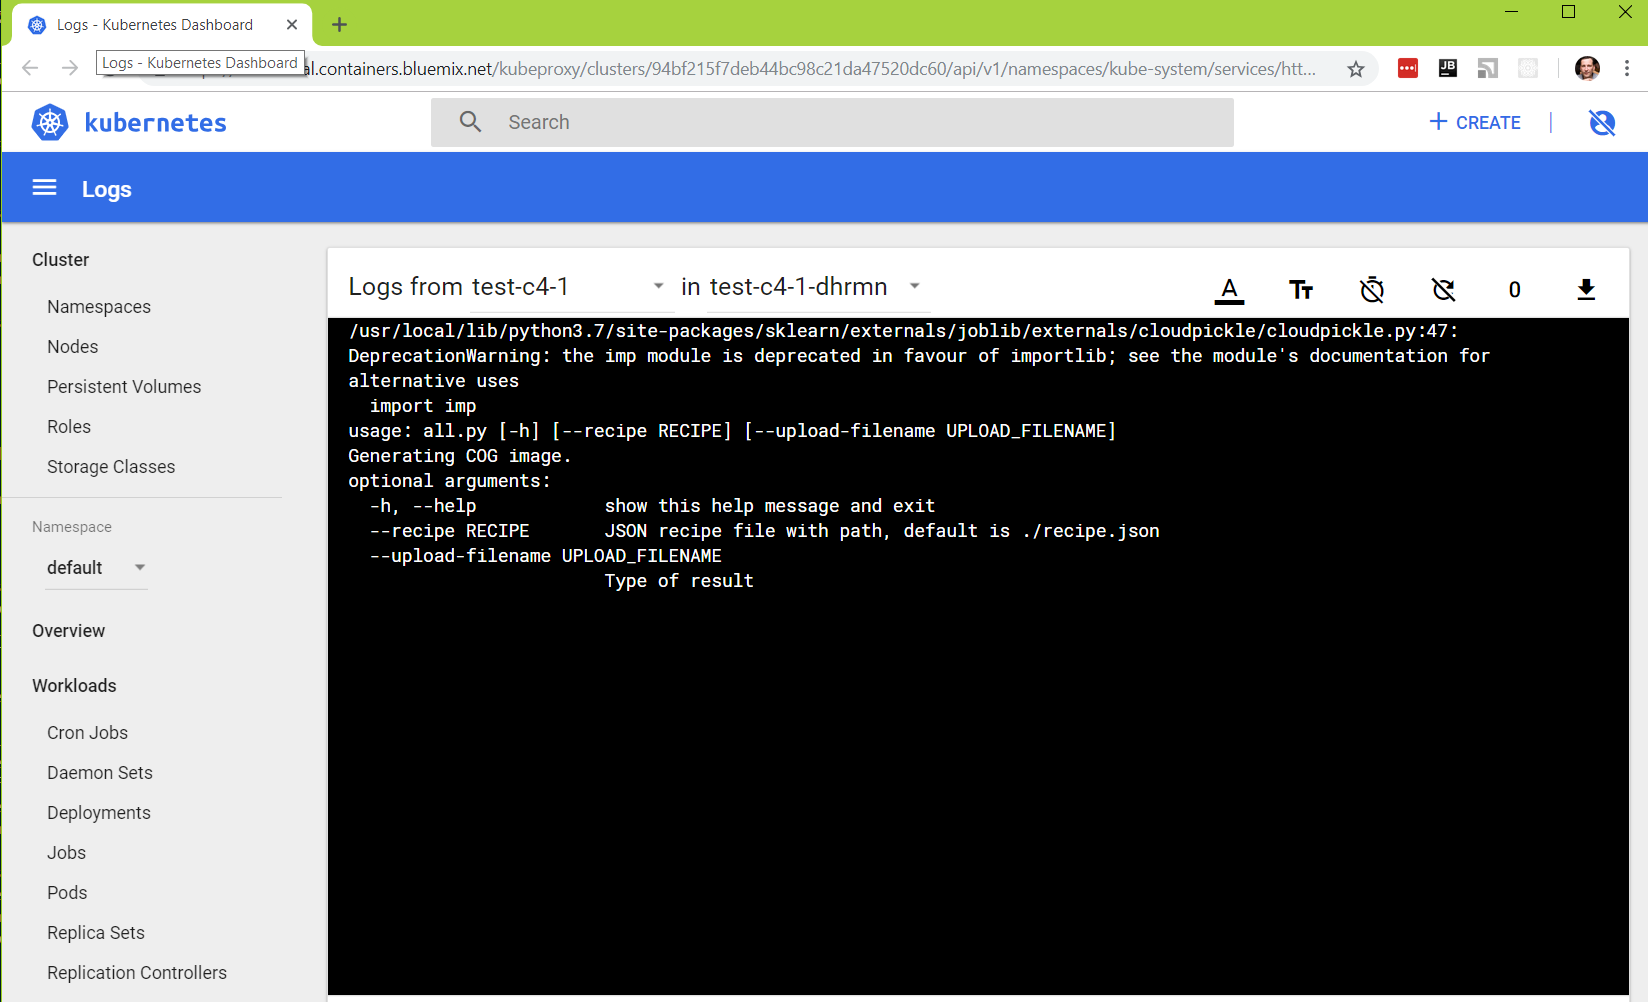 Logs - Kubernetes Dashboard
Logs - Kubernetes Dashboard
al.containers.bluemix.net/kubeproxy/clusters/94bf215f7deb44bc98c21da47520dc60/api/v1/namespaces/kube-system/services/htt...
JB
kubernetes
Search
+ CREATE
Logs
Cluster
Namespaces
Nodes
Persistent Volumes
Roles
Storage Classes
Namespace
default
Overview
Workloads
Cron Jobs
Daemon Sets
Deployments
Jobs
Pods
Replica Sets
Replication Controllers
Logs from test-c4-1 in test-c4-1-dhrmn
A Tт 0
/usr/local/lib/python3.7/site-packages/sklearn/externals/joblib/externals/cloudpickle/cloudpickle.py:47:
DeprecationWarning: the imp module is deprecated in favour of importlib; see the module's documentation for
alternative uses
import imp
usage: all.py [-h] [--recipe RECIPE] [--upload-filename UPLOAD_FILENAME]
Generating COG image.
optional arguments:
-h, --help show this help message and exit
--recipe RECIPE JSON recipe file with path, default is ./recipe.json
--upload-filename UPLOAD_FILENAME
Type of result